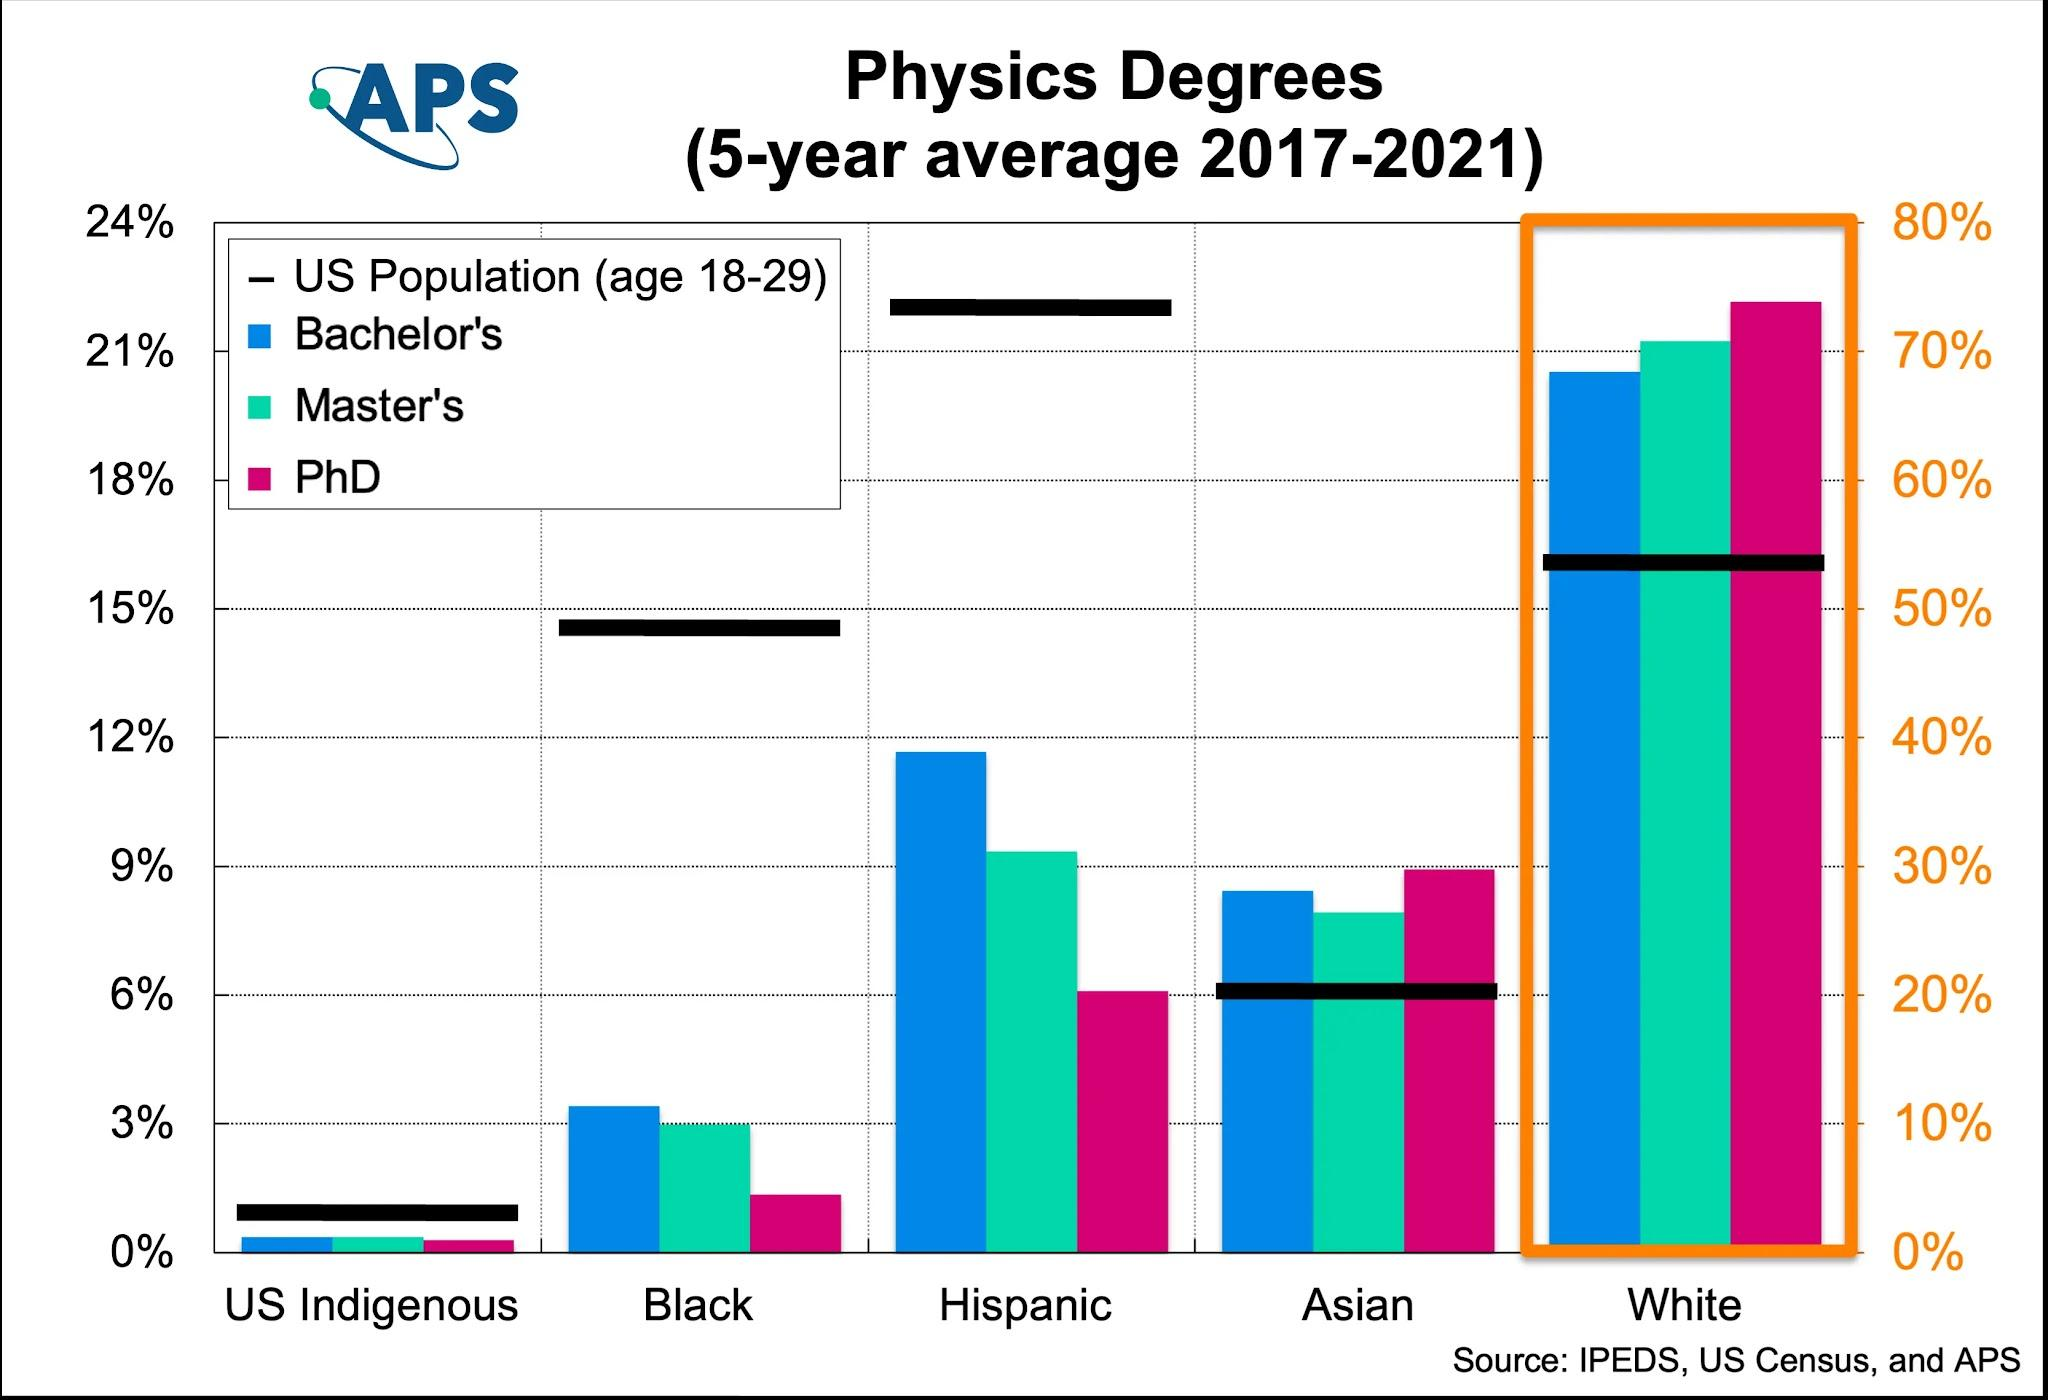 APS
Physics Degrees
(5-year average 2017-2021)
24%
21%
18%
15%
12%
9%
6%
3%
0%
– US Population (age 18-29)
Bachelor's
Master's
PhD
80%
70%
60%
50%
40%
30%
20%
10%
0%
US Indigenous
Black
Hispanic
Asian
White
Source: IPEDS, US Census, and APS